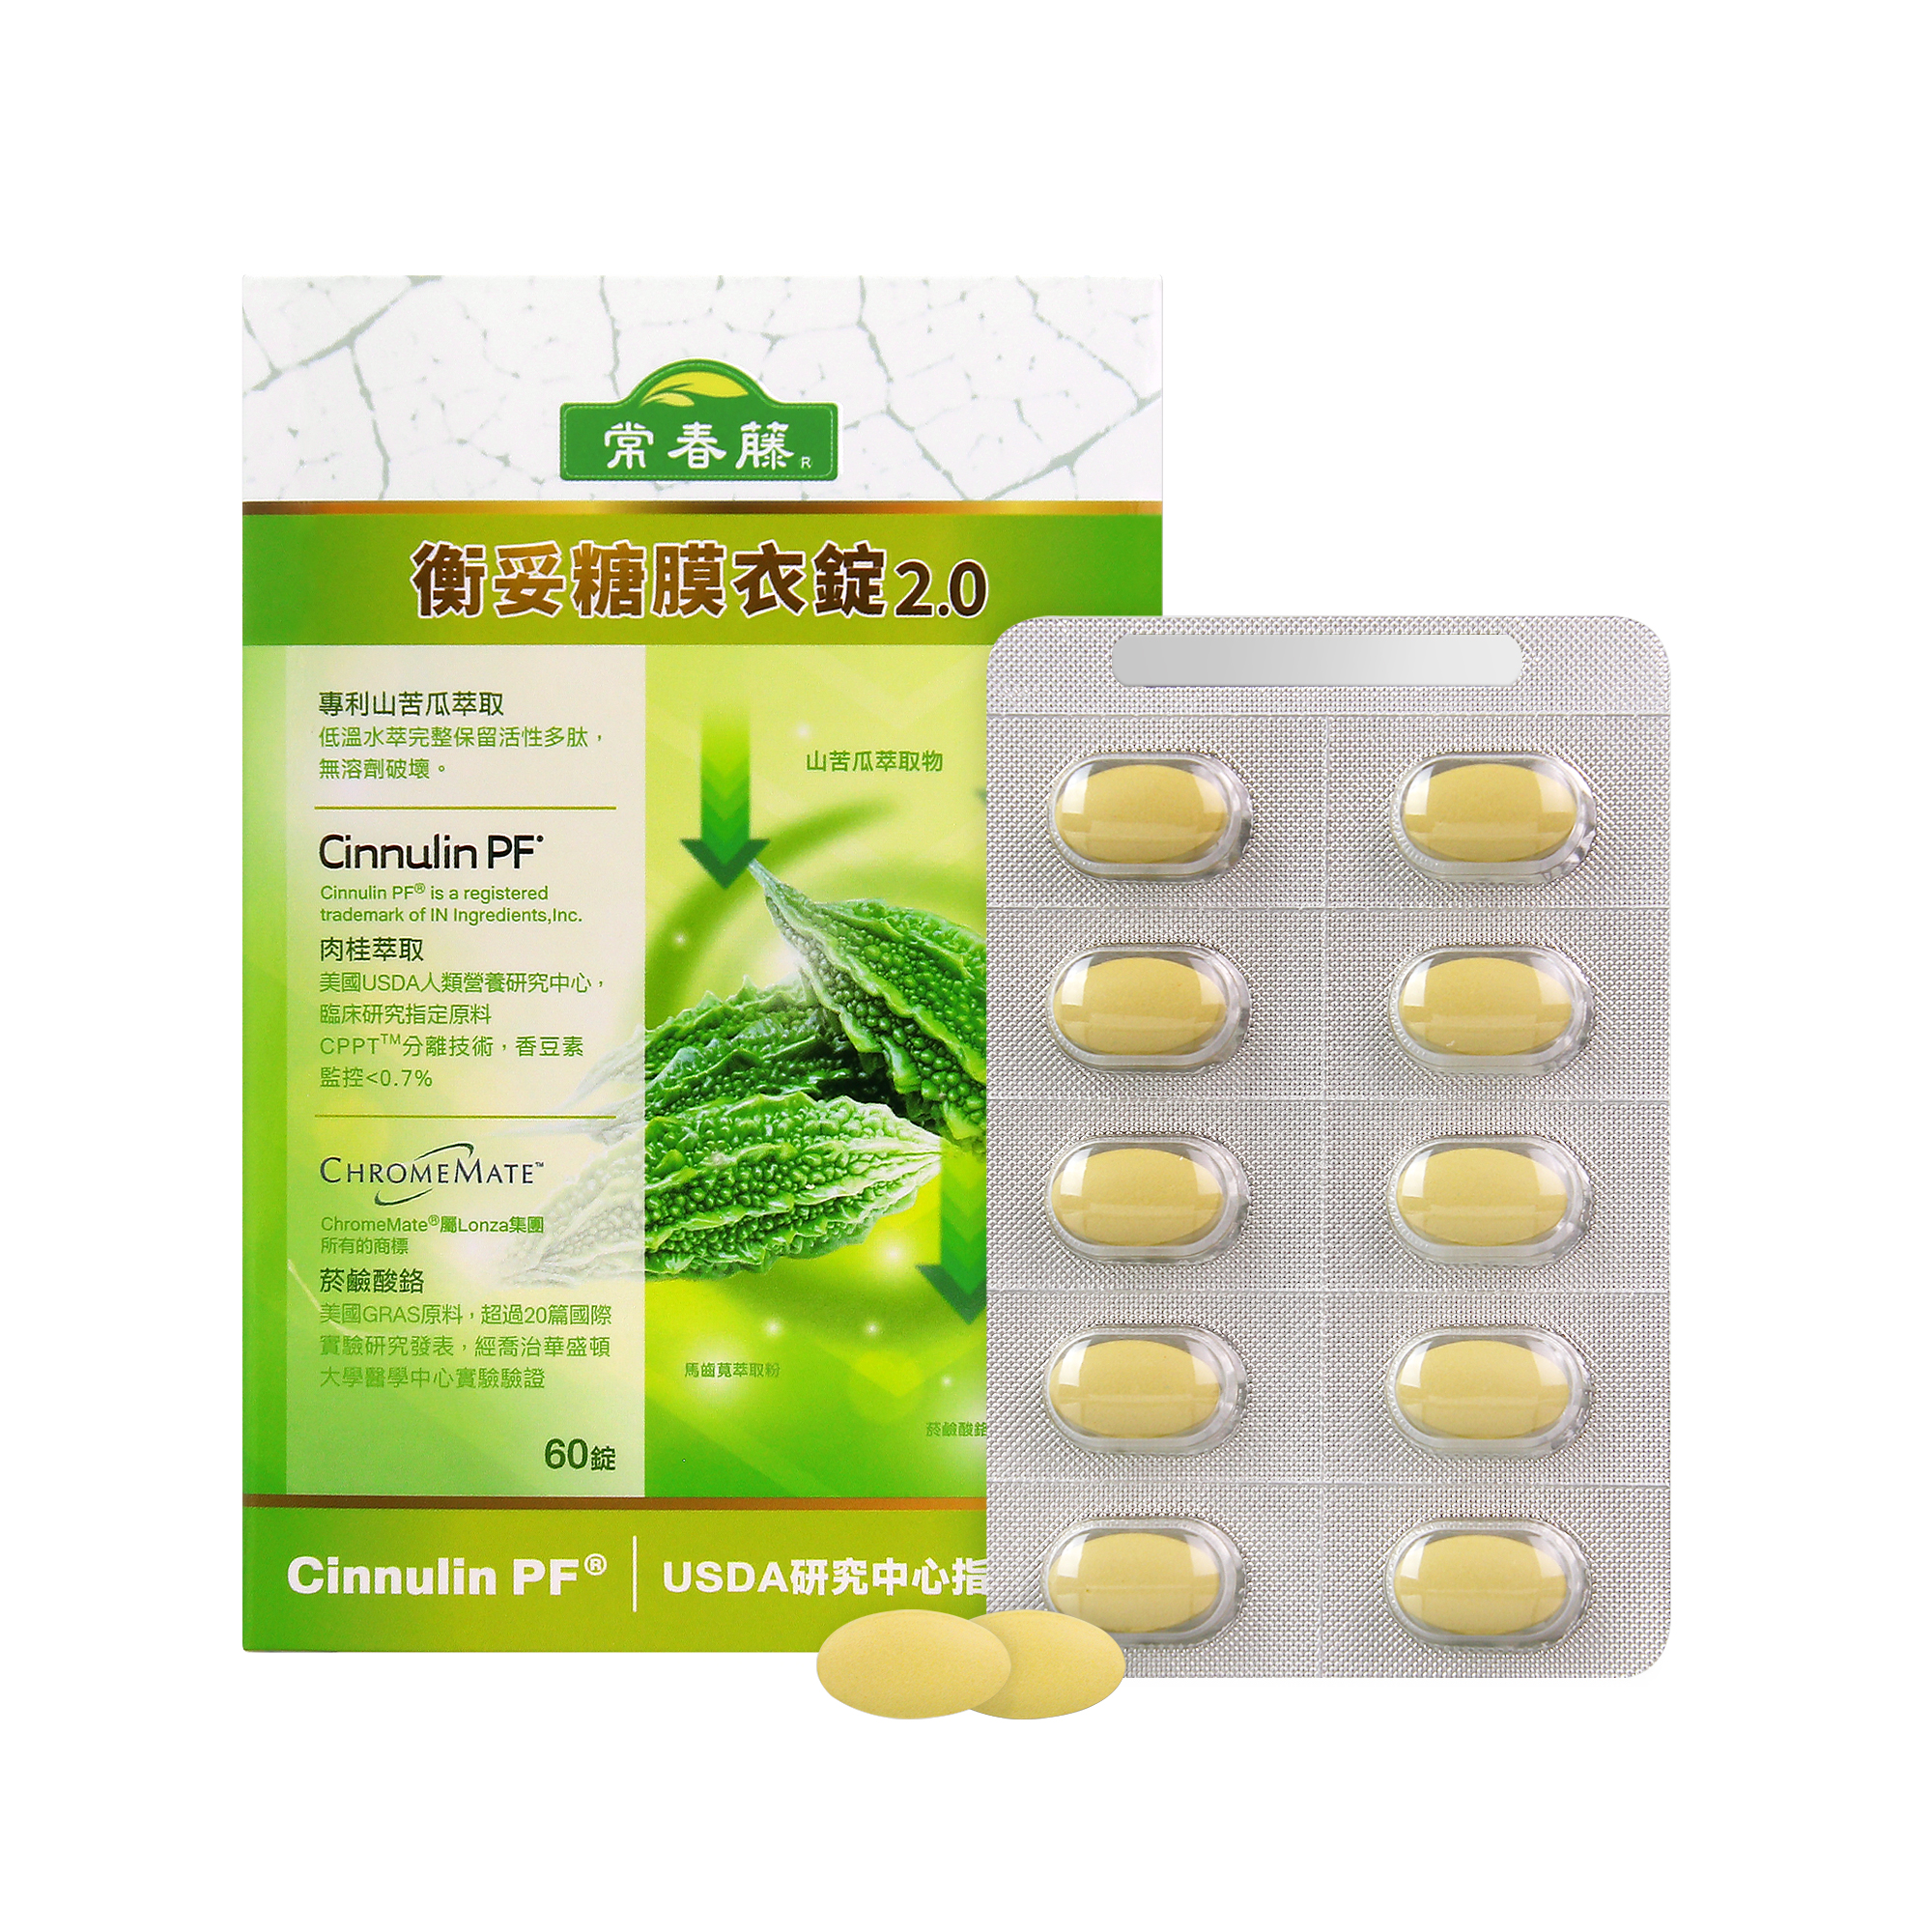 常春藤®
衡妥糖膜衣錠2.0
專利山苦瓜萃取
低溫水萃完整保留活性多肽，
無溶劑破壞。
Cinnulin PF®
Cinnulin PF® is a registered
trademark of IN Ingredients,Inc.
肉桂萃取
美國USDA人類營養研究中心，
臨床研究指定原料
CPPT™分離技術，香豆素
監控<0.7%
CHROMEMATE™
ChromeMate®屬Lonza集團
所有的商標
菸鹼酸鉻
美國GRAS原料，超過20篇國際
實驗研究發表，經喬治華盛頓
大學醫學中心實驗驗證
60錠
山苦瓜萃取物
馬齒莧萃取粉
菸鹼酸鉻
Cinnulin PF® | USDA研究中心指